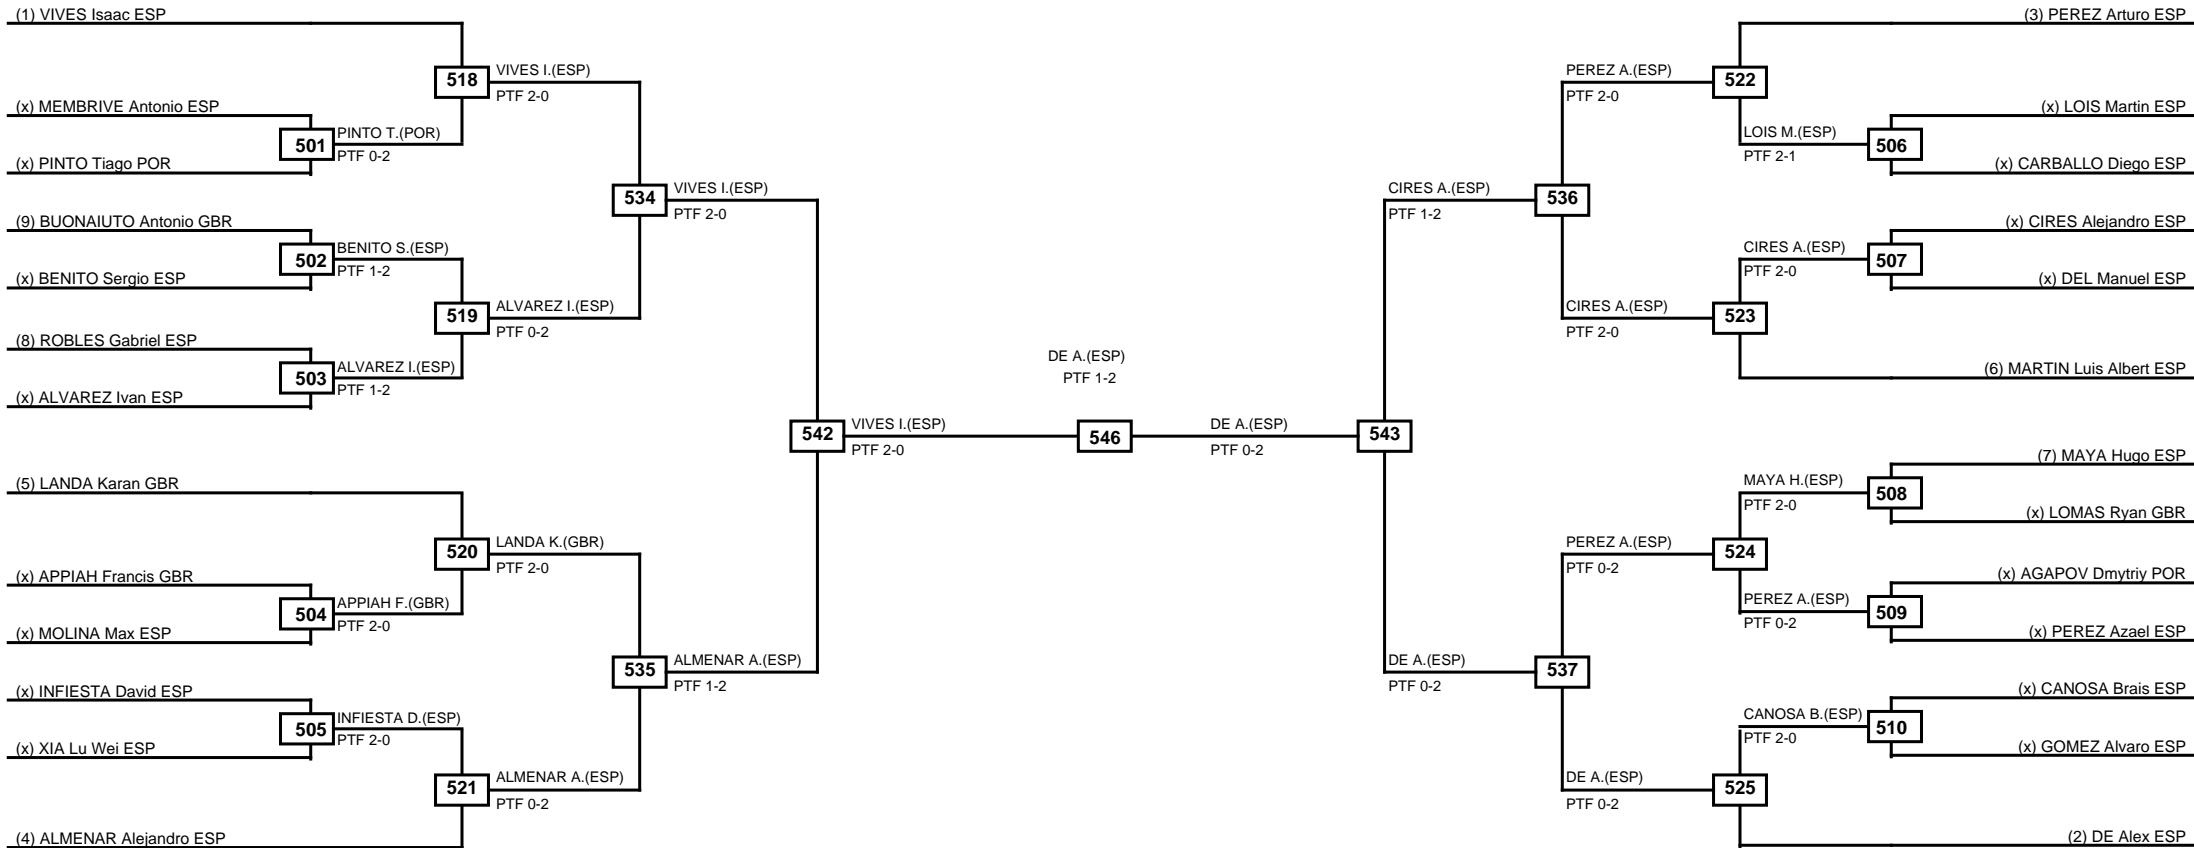 (1) VIVES Isaac ESP
518
VIVES I.(ESP)
PTF 2-0
(x) MEMBRIVE Antonio ESP
501
PINTO T.(POR)
PTF 0-2
(x) PINTO Tiago POR
534
VIVES I.(ESP)
PTF 2-0
(9) BUONAIUTO Antonio GBR
502
BENITO S.(ESP)
PTF 1-2
(x) BENITO Sergio ESP
519
ALVAREZ I.(ESP)
PTF 0-2
(8) ROBLES Gabriel ESP
503
ALVAREZ I.(ESP)
PTF 1-2
(x) ALVAREZ Ivan ESP
542
VIVES I.(ESP)
PTF 2-0
(5) LANDA Karan GBR
520
LANDA K.(GBR)
PTF 2-0
(x) APPIAH Francis GBR
504
APPIAH F.(GBR)
PTF 2-0
(x) MOLINA Max ESP
535
ALMENAR A.(ESP)
PTF 1-2
(x) INFIESTA David ESP
505
INFIESTA D.(ESP)
PTF 2-0
(x) XIA Lu Wei ESP
521
ALMENAR A.(ESP)
PTF 0-2
(4) ALMENAR Alejandro ESP
DE A.(ESP)
PTF 1-2
546
(3) PEREZ Arturo ESP
PEREZ A.(ESP)
PTF 2-0
522
(x) LOIS Martin ESP
LOIS M.(ESP)
PTF 2-1
506
(x) CARBALLO Diego ESP
CIRES A.(ESP)
PTF 1-2
536
(x) CIRES Alejandro ESP
CIRES A.(ESP)
PTF 2-0
507
(x) DEL Manuel ESP
CIRES A.(ESP)
PTF 2-0
523
(6) MARTIN Luis Albert ESP
DE A.(ESP)
PTF 0-2
543
(7) MAYA Hugo ESP
MAYA H.(ESP)
PTF 2-0
508
(x) LOMAS Ryan GBR
PEREZ A.(ESP)
PTF 0-2
524
(x) AGAPOV Dmytriy POR
PEREZ A.(ESP)
PTF 0-2
509
(x) PEREZ Azael ESP
DE A.(ESP)
PTF 0-2
537
(x) CANOSA Brais ESP
CANOSA B.(ESP)
PTF 2-0
510
(x) GOMEZ Alvaro ESP
DE A.(ESP)
PTF 0-2
525
(2) DE Alex ESP